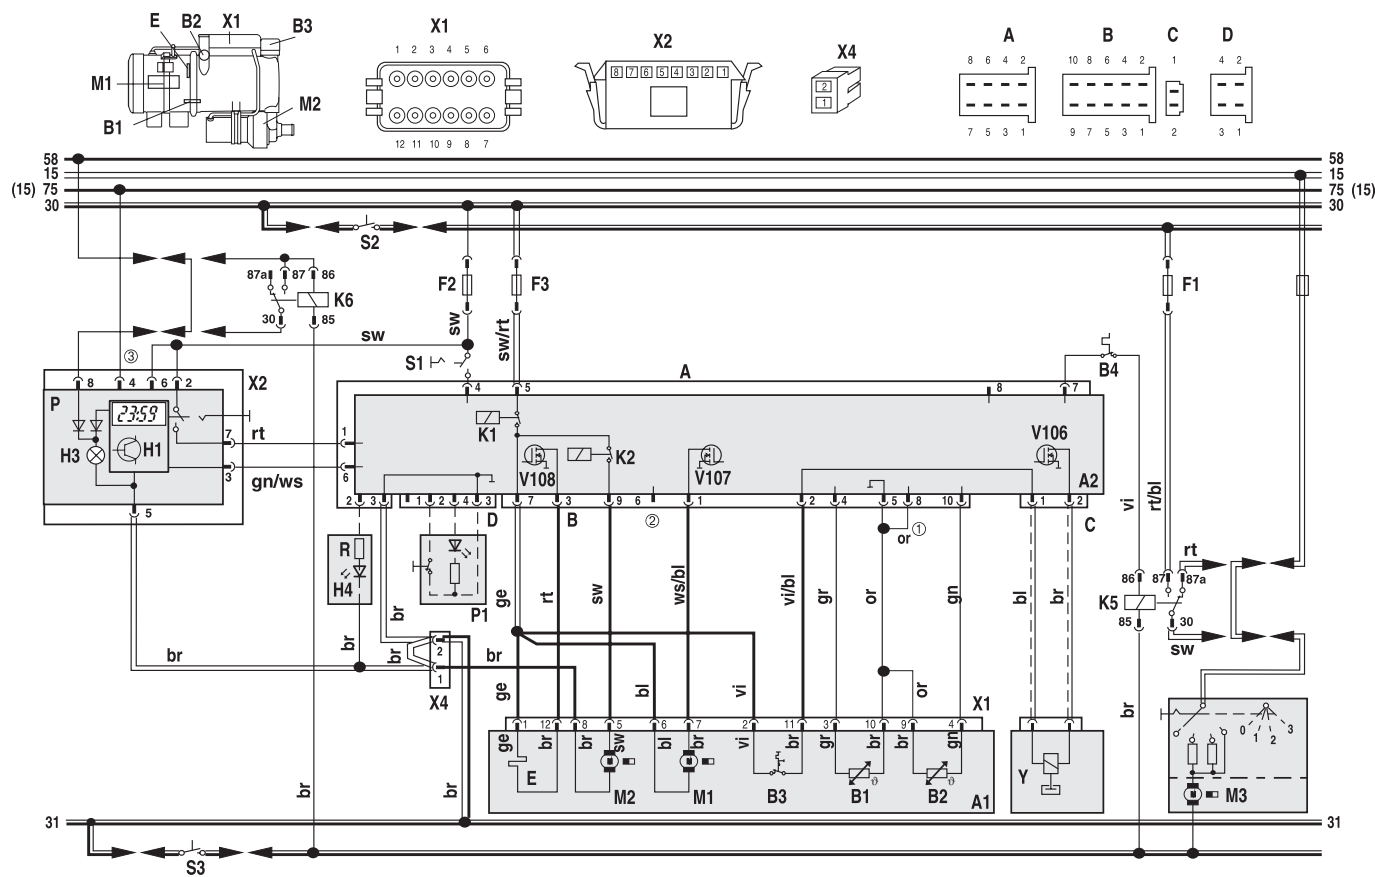 E B2 X1 B3
M1
B1
M2
X1
1 2 3 4 5 6
12 11 10 9 8 7
X2
8 7 6 5 4 3 2 1
X4
2
1
A B C D
8 6 4 2
7 5 3 1
10 8 6 4 2
9 7 5 3 1
1
2
4 2
3 1
58 58
15 15
(15) 75 75 (15)
30 30
S2
87a 87 86
K6
30 85
F2 F3 F1
sw
sw
sw/rt
S1
B4
③
X2
8 4 6 2
P
23:59
H3 H1
7 rt
3 gn/ws
5
A
4 5 8 7
1
6
K1
K2
V108 V107 V106
A2
2 3 1 2 4 3 D 7 3 B 9 6 1 2 4 5 8 10 1 2 C
② or ①
R
H4
P1
br
br
br
br
br
2
1
X4
br
br
br
ge rt sw ws/bl vi/bl gr or gn bl br
vi rt/bl
rt
86 87 87a
K5
85 30
sw
br
ge bl vi or
X1
1 12 8 5 6 7 2 11 3 10 9 4
ge br br sw bl br vi br gr br br gn
E M2 M1 B3 B1 B2 A1
ϑ ϑ
Y
0 1 2 3
M3
31 31
S3